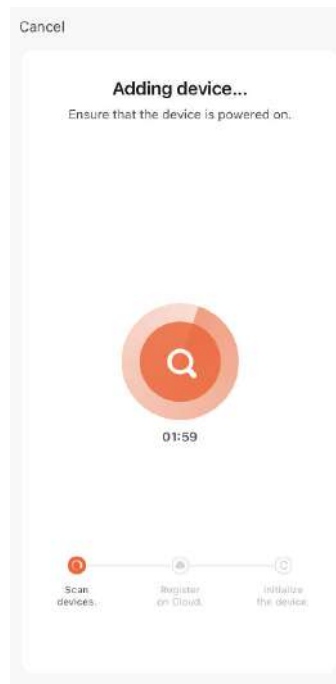 Cancel
Adding device...
Ensure that the device is powered on.
01:59
Scan
devices.
Register
on Cloud.
Initialize
the device.